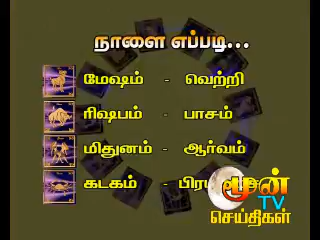 நாளை எப்படி...
மேஷம் - வெற்றி
ரிஷபம் - பாசம்
மிதுனம் - ஆர்வம்
கடகம் -
மூன்
TV
செய்திகள்